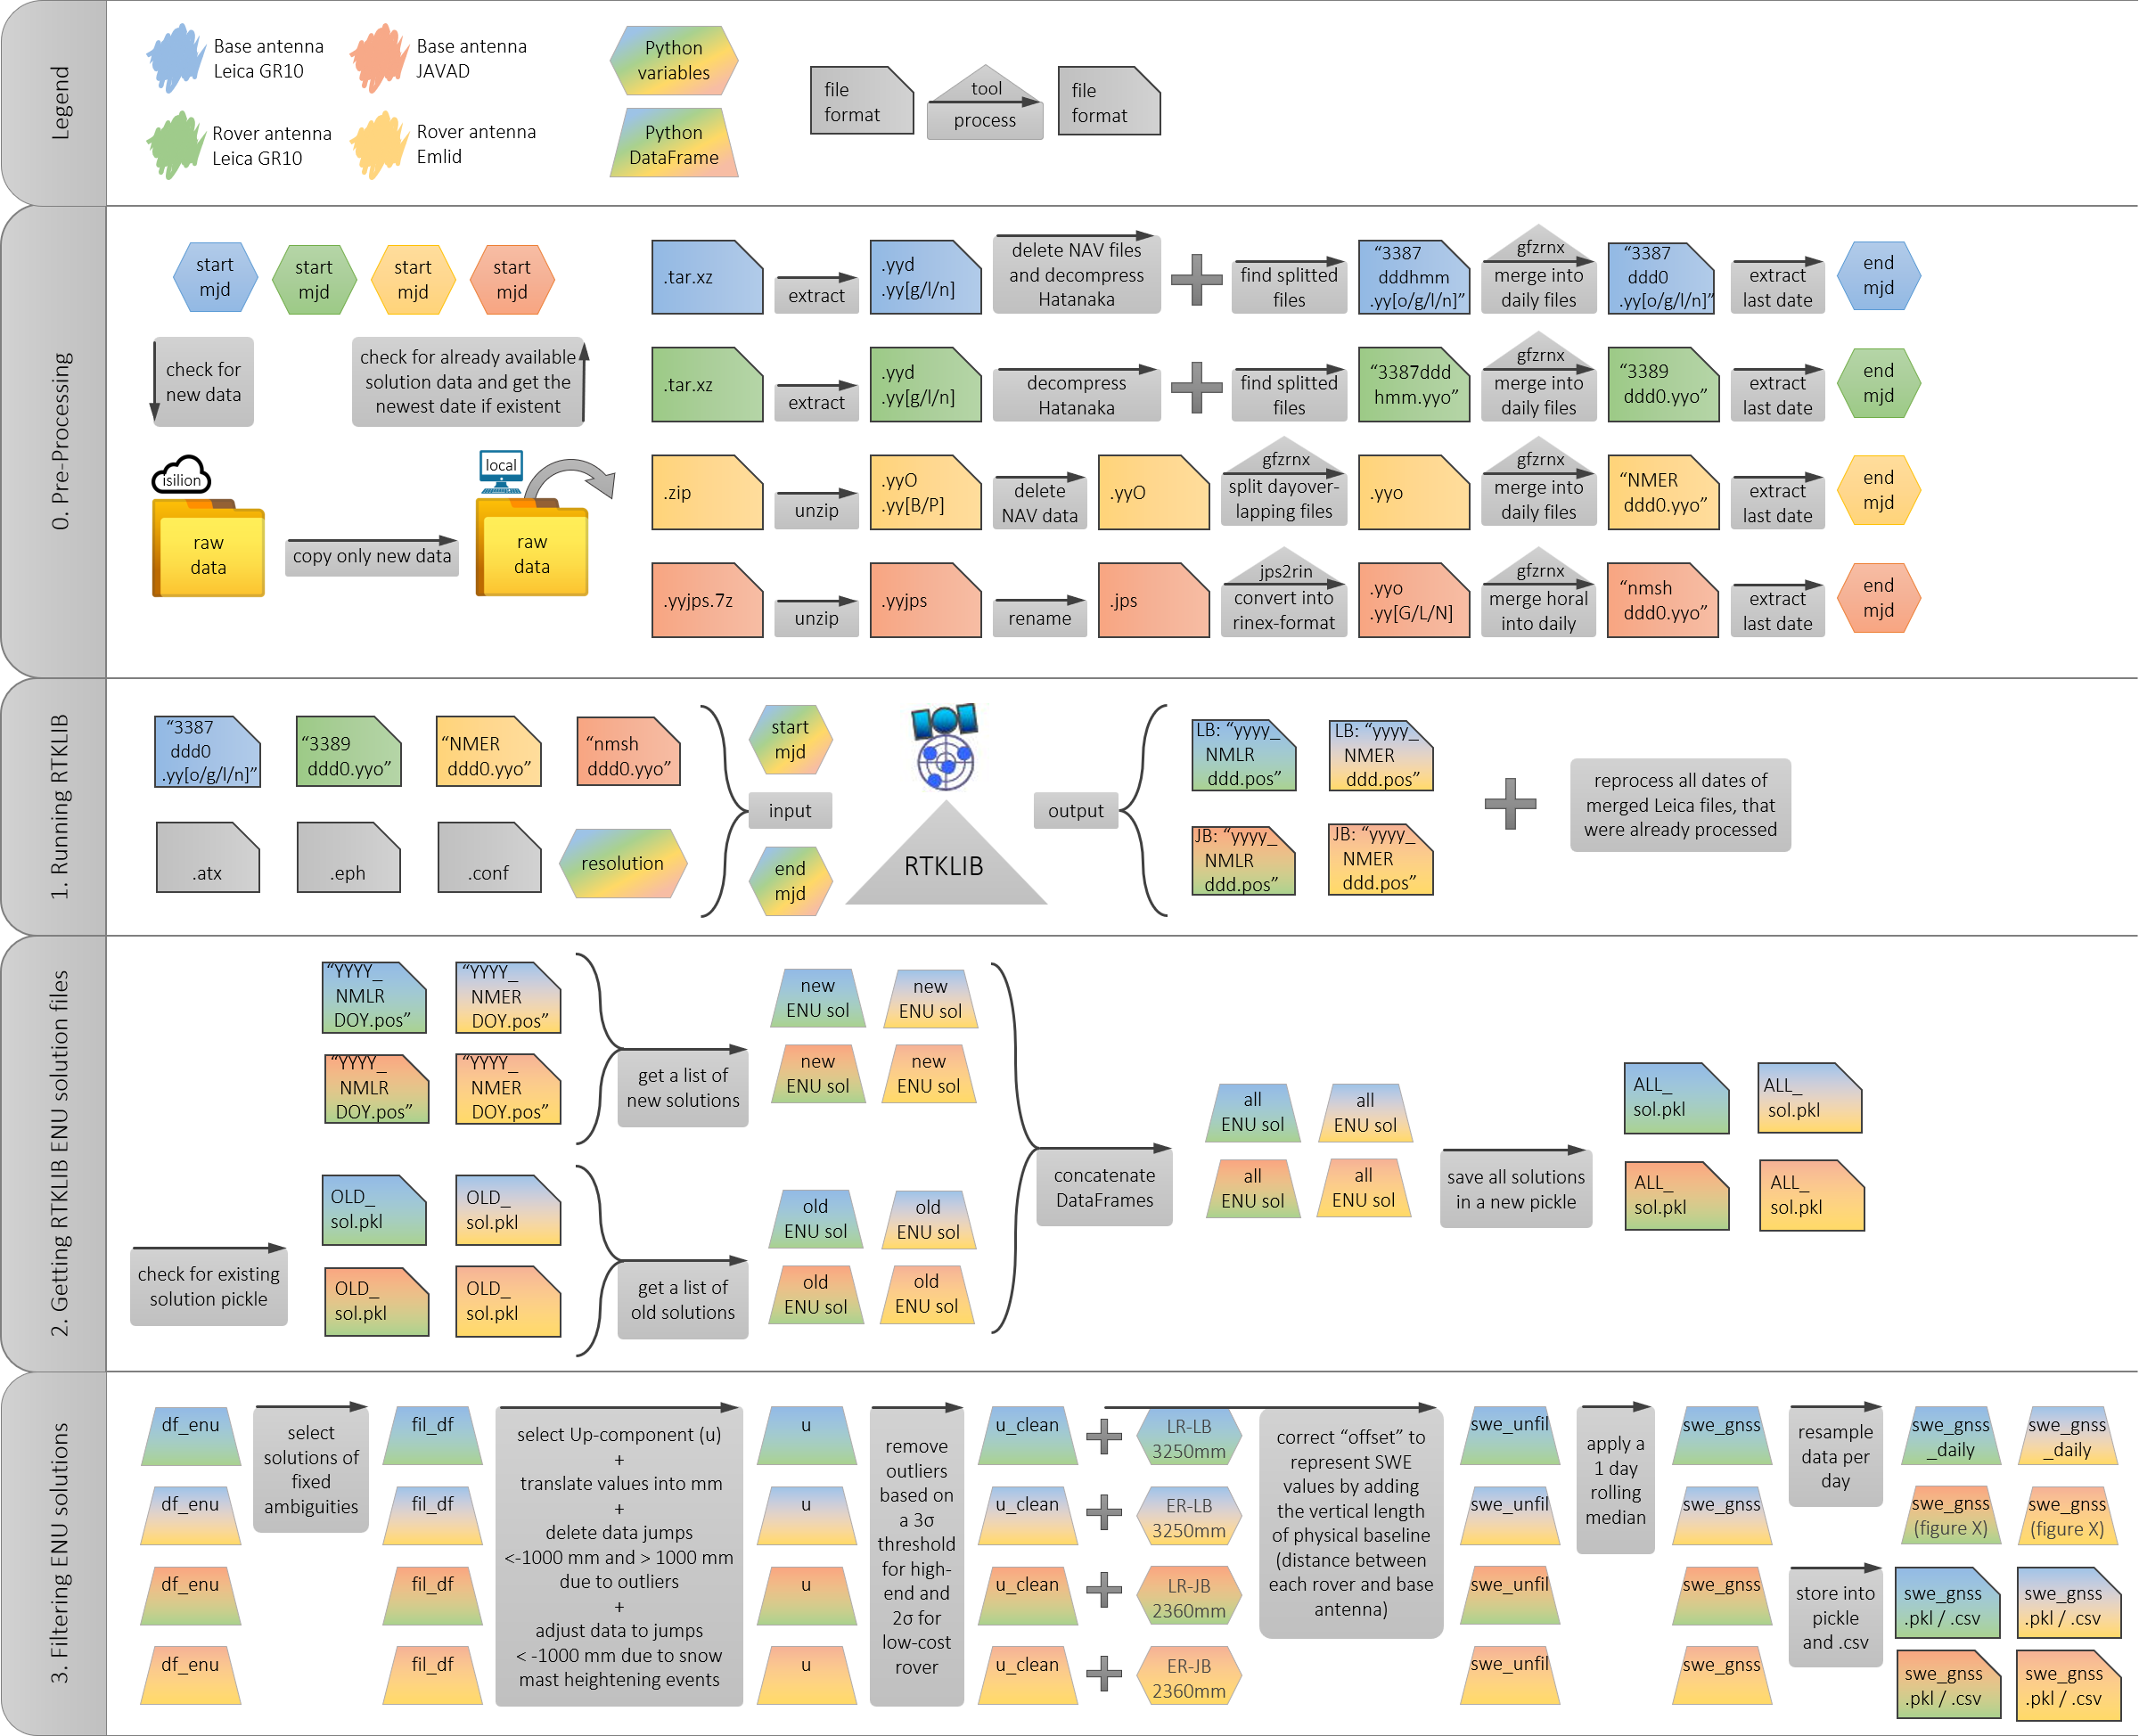 Legend
Base antenna
Leica GR10
Base antenna
JAVAD
Rover antenna
Leica GR10
Rover antenna
Emlid
Python
variables
Python
DataFrame
file
format
tool
process
file
format
0. Pre-Processing
start
mjd
start
mjd
start
mjd
start
mjd
check for
new data
check for already available
solution data and get the
newest date if existent
isilion
raw
data
copy only new data
local
raw
data
.tar.xz
extract
.yyd
.yy[g/l/n]
delete NAV files
and decompress
Hatanaka
find splitted
files
“3387
dddhmm
.yy[o/g/l/n]”
gfzrnx
merge into
daily files
“3387
ddd0
.yy[o/g/l/n]”
extract
last date
end
mjd
.tar.xz
extract
.yyd
.yy[g/l/n]
decompress
Hatanaka
find splitted
files
“3387ddd
hmm.yyo”
gfzrnx
merge into
daily files
“3389
ddd0.yyo”
extract
last date
end
mjd
.zip
unzip
.yyO
.yy[B/P]
delete
NAV data
.yyO
gfzrnx
split dayover-
lapping files
.yyo
gfzrnx
merge into
daily files
“NMER
ddd0.yyo”
extract
last date
end
mjd
.yyjps.7z
unzip
.yyjps
rename
.jps
jps2rin
convert into
rinex-format
.yyo
.yy[G/L/N]
gfzrnx
merge horal
into daily
“nmsh
ddd0.yyo”
extract
last date
end
mjd
1. Running RTKLIB
“3387
ddd0
.yy[o/g/l/n]”
“3389
ddd0.yyo”
“NMER
ddd0.yyo”
“nmsh
ddd0.yyo”
.atx
.eph
.conf
resolution
start
mjd
input
end
mjd
RTKLIB
output
LB: “yyyy_
NMLR
ddd.pos”
LB: “yyyy_
NMER
ddd.pos”
JB: “yyyy_
NMLR
ddd.pos”
JB: “yyyy_
NMER
ddd.pos”
reprocess all dates of
merged Leica files, that
were already processed
2. Getting RTKLIB ENU solution files
“YYYY_
NMLR
DOY.pos”
“YYYY_
NMER
DOY.pos”
“YYYY_
NMLR
DOY.pos”
“YYYY_
NMER
DOY.pos”
get a list of
new solutions
new
ENU sol
new
ENU sol
new
ENU sol
new
ENU sol
check for existing
solution pickle
OLD_
sol.pkl
OLD_
sol.pkl
OLD_
sol.pkl
OLD_
sol.pkl
get a list of
old solutions
old
ENU sol
old
ENU sol
old
ENU sol
old
ENU sol
concatenate
DataFrames
all
ENU sol
all
ENU sol
all
ENU sol
all
ENU sol
save all solutions
in a new pickle
ALL_
sol.pkl
ALL_
sol.pkl
ALL_
sol.pkl
ALL_
sol.pkl
3. Filtering ENU solutions
df_enu
df_enu
df_enu
df_enu
select
solutions of
fixed
ambiguities
fil_df
fil_df
fil_df
fil_df
select Up-component (u)
+
translate values into mm
+
delete data jumps
<-1000 mm and > 1000 mm
due to outliers
+
adjust data to jumps
< -1000 mm due to snow
mast heightening events
u
u
u
u
remove
outliers
based on
a 3σ
threshold
for high-
end and
2σ for
low-cost
rover
u_clean
u_clean
u_clean
u_clean
LR-LB
3250mm
ER-LB
3250mm
LR-JB
2360mm
ER-JB
2360mm
correct “offset” to
represent SWE
values by adding
the vertical length
of physical baseline
(distance between
each rover and base
antenna)
swe_unfil
swe_unfil
swe_unfil
swe_unfil
apply a
1 day
rolling
median
swe_gnss
swe_gnss
swe_gnss
swe_gnss
resample
data per
day
swe_gnss
_daily
swe_gnss
_daily
swe_gnss
(figure X)
swe_gnss
(figure X)
store into
pickle
and .csv
swe_gnss
.pkl / .csv
swe_gnss
.pkl / .csv
swe_gnss
.pkl / .csv
swe_gnss
.pkl / .csv